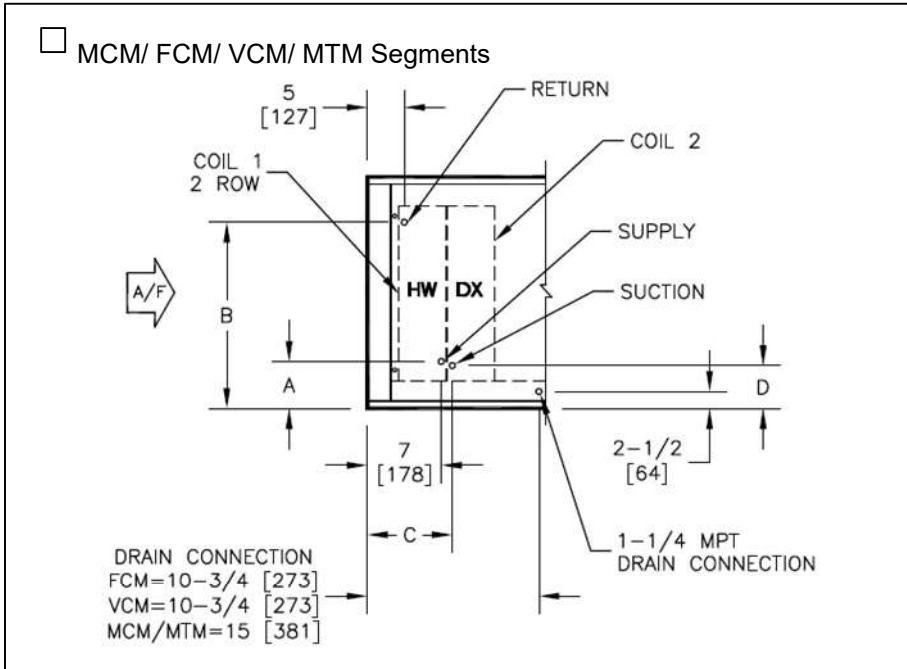 MCM/ FCM/ VCM/ MTM Segments
5
[127]
RETURN
COIL 1
2 ROW
COIL 2
SUPPLY
SUCTION
HW
DX
A/F
B
A
D
7
[178]
2-1/2
[64]
C
1-1/4 MPT
DRAIN CONNECTION
DRAIN CONNECTION
FCM=10-3/4 [273]
VCM=10-3/4 [273]
MCM/MTM=15 [381]